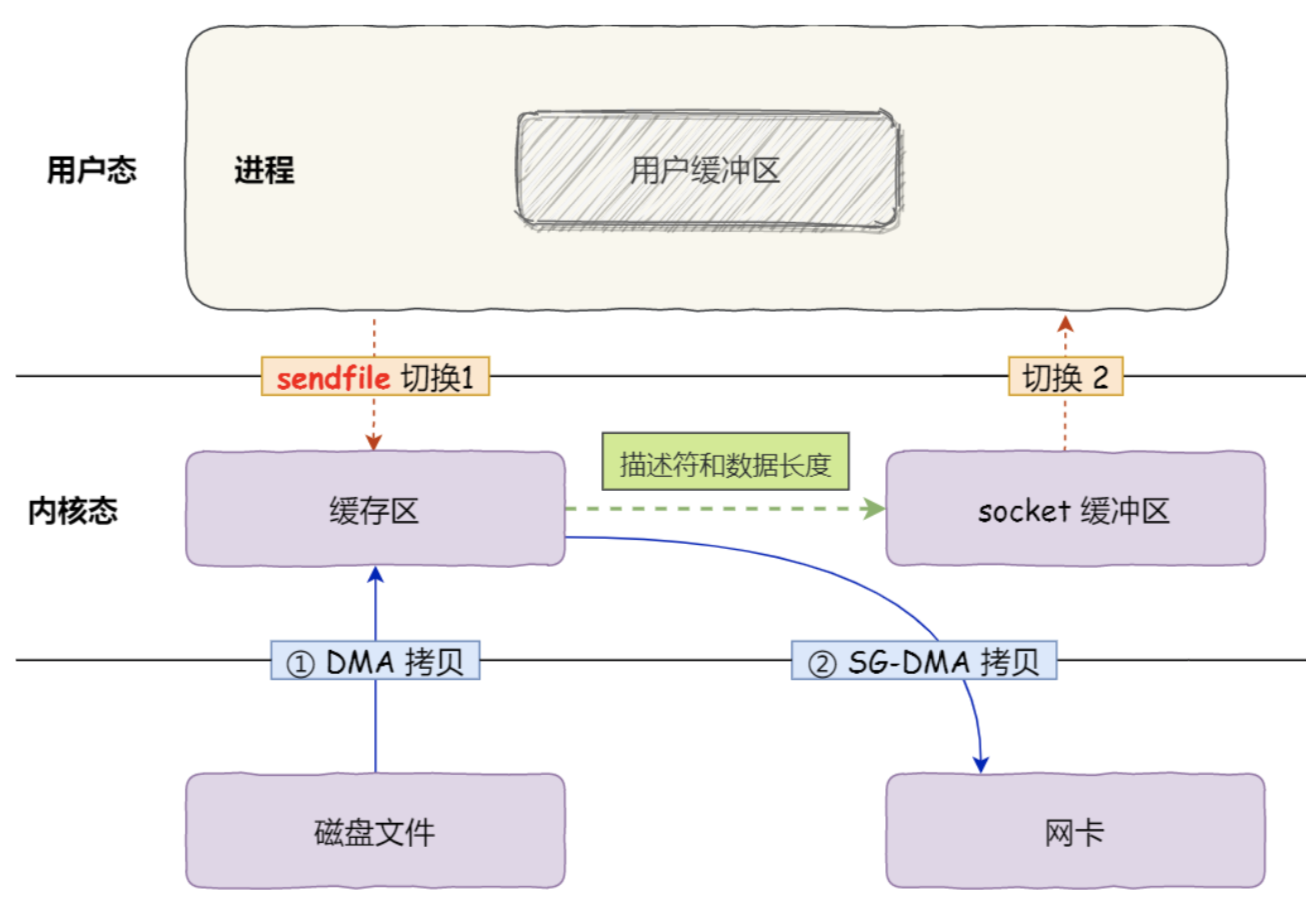 用户态
进程
用户缓冲区
sendfile 切换1
切换 2
描述符和数据长度
内核态
缓存区
socket 缓冲区
① DMA 拷贝
② SG-DMA 拷贝
磁盘文件
网卡